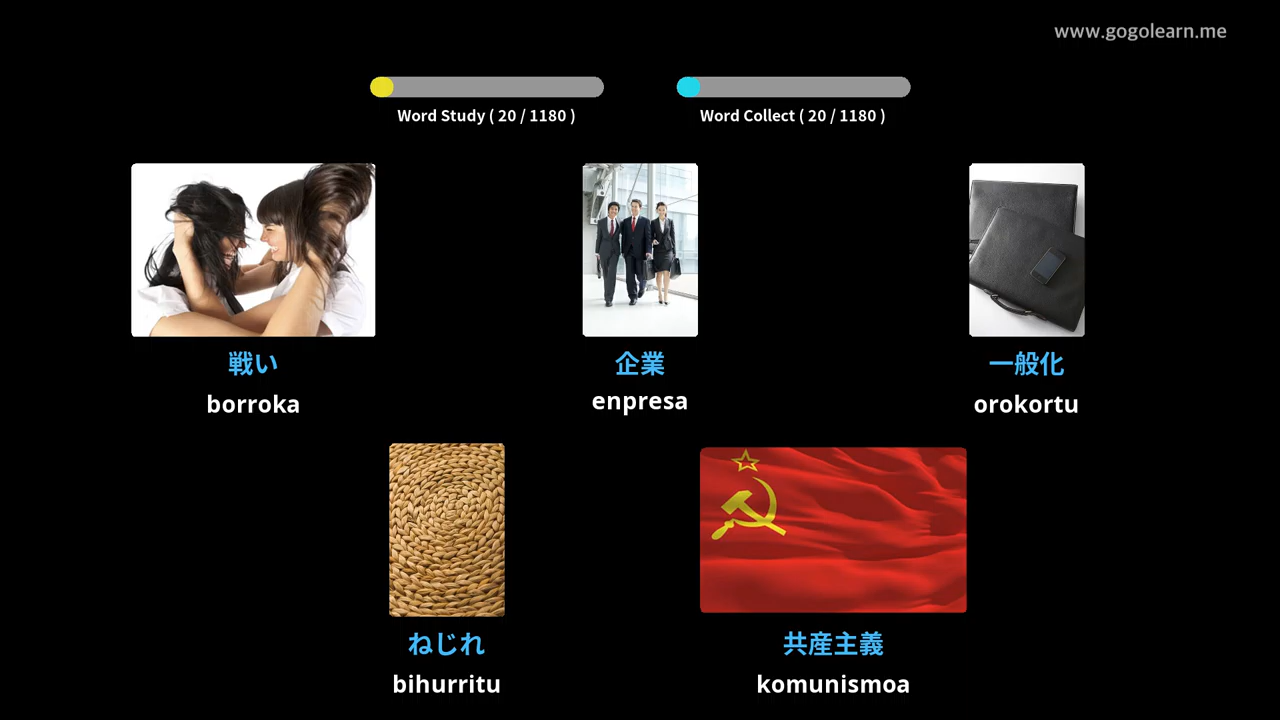 www.gogolearn.me
Word Study ( 20 / 1180 )
Word Collect ( 20 / 1180 )
戦い
borroka
企業
enpresa
一般化
orokortu
ねじれ
bihurritu
共産主義
komunismoa